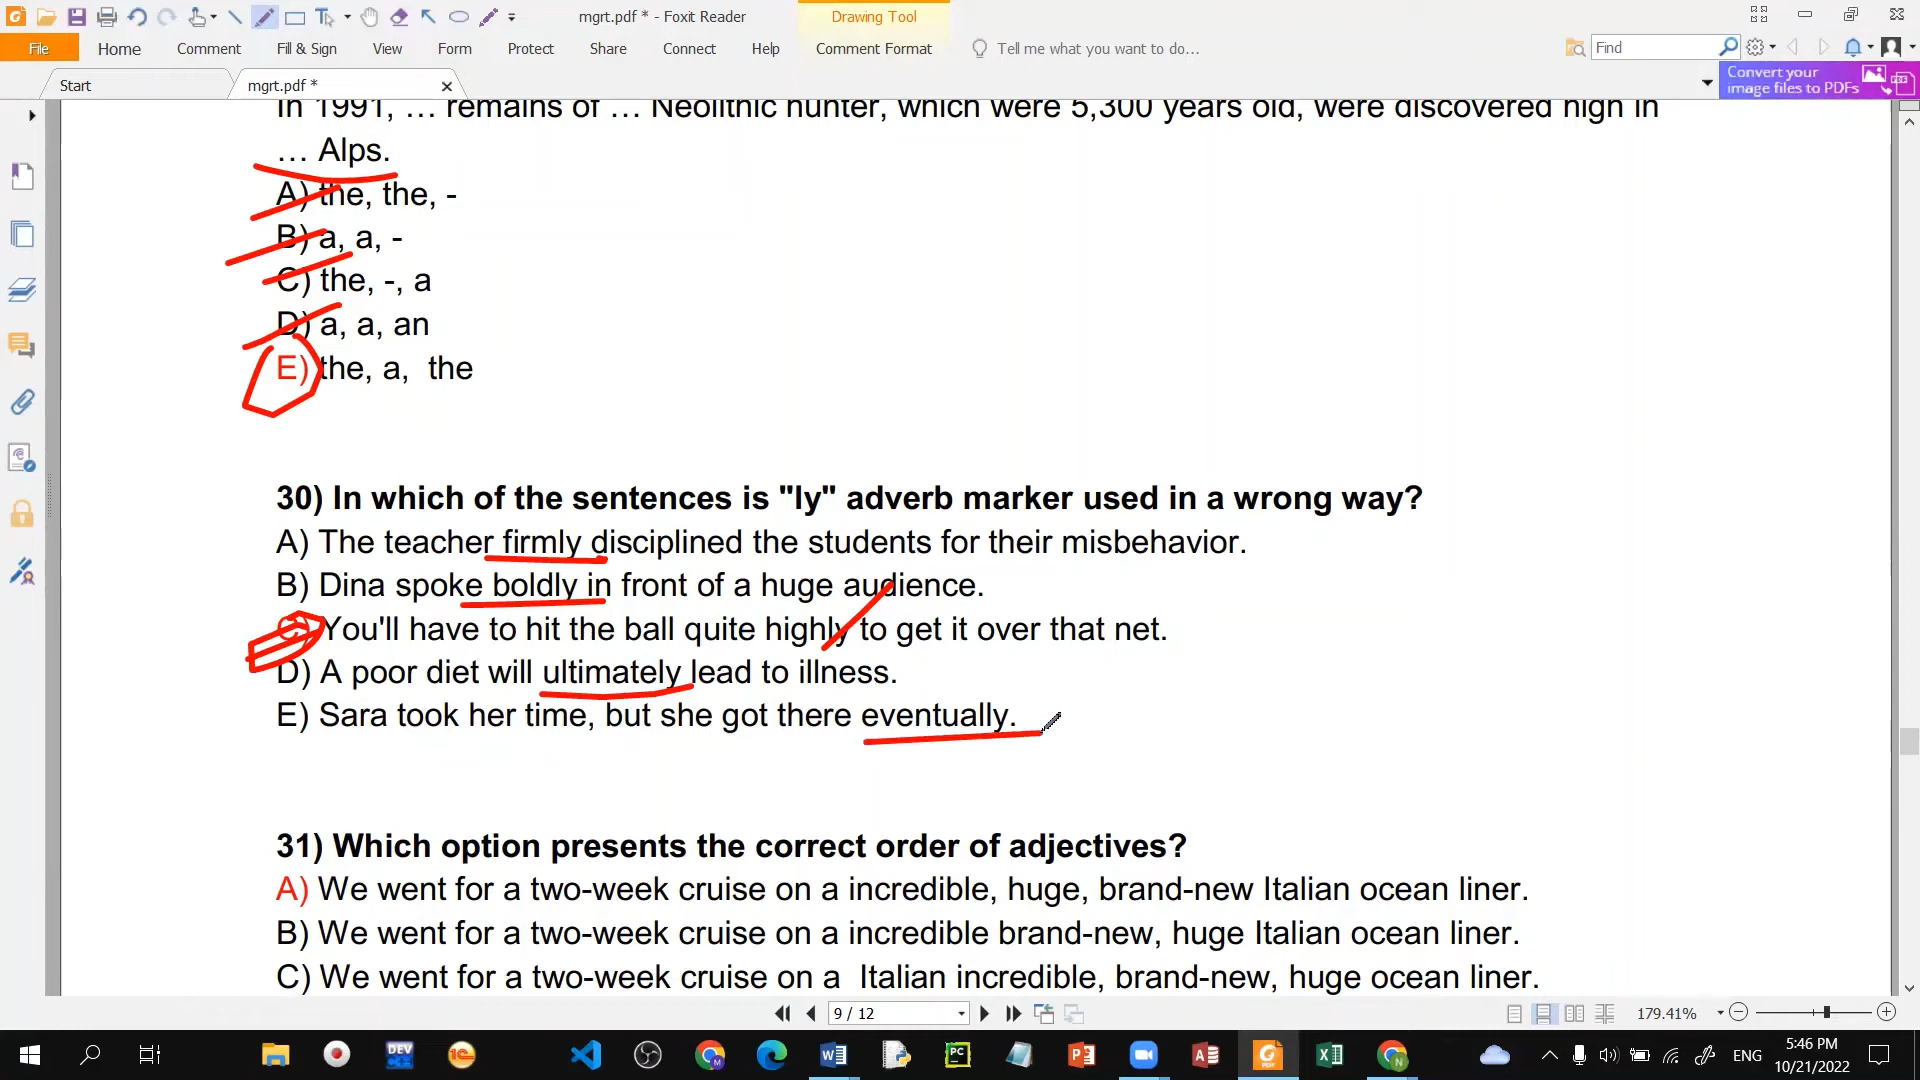 mgrt.pdf * - Foxit Reader
Drawing Tool
File Home Comment Fill & Sign View Form Protect Share Connect Help Comment Format Tell me what you want to do... Find
Start mgrt.pdf *
Convert your
image files to PDFs
In 1991, … remains of … Neolithic hunter, which were 5,300 years old, were discovered high in
… Alps.
A) the, the, -
B) a, a, -
C) the, -, a
D) a, a, an
E) the, a, the
30) In which of the sentences is "ly" adverb marker used in a wrong way?
A) The teacher firmly disciplined the students for their misbehavior.
B) Dina spoke boldly in front of a huge audience.
C) You'll have to hit the ball quite highly to get it over that net.
D) A poor diet will ultimately lead to illness.
E) Sara took her time, but she got there eventually.
31) Which option presents the correct order of adjectives?
A) We went for a two-week cruise on a incredible, huge, brand-new Italian ocean liner.
B) We went for a two-week cruise on a incredible brand-new, huge Italian ocean liner.
C) We went for a two-week cruise on a Italian incredible, brand-new, huge ocean liner.
9 / 12
179.41%
ENG
5:46 PM
10/21/2022